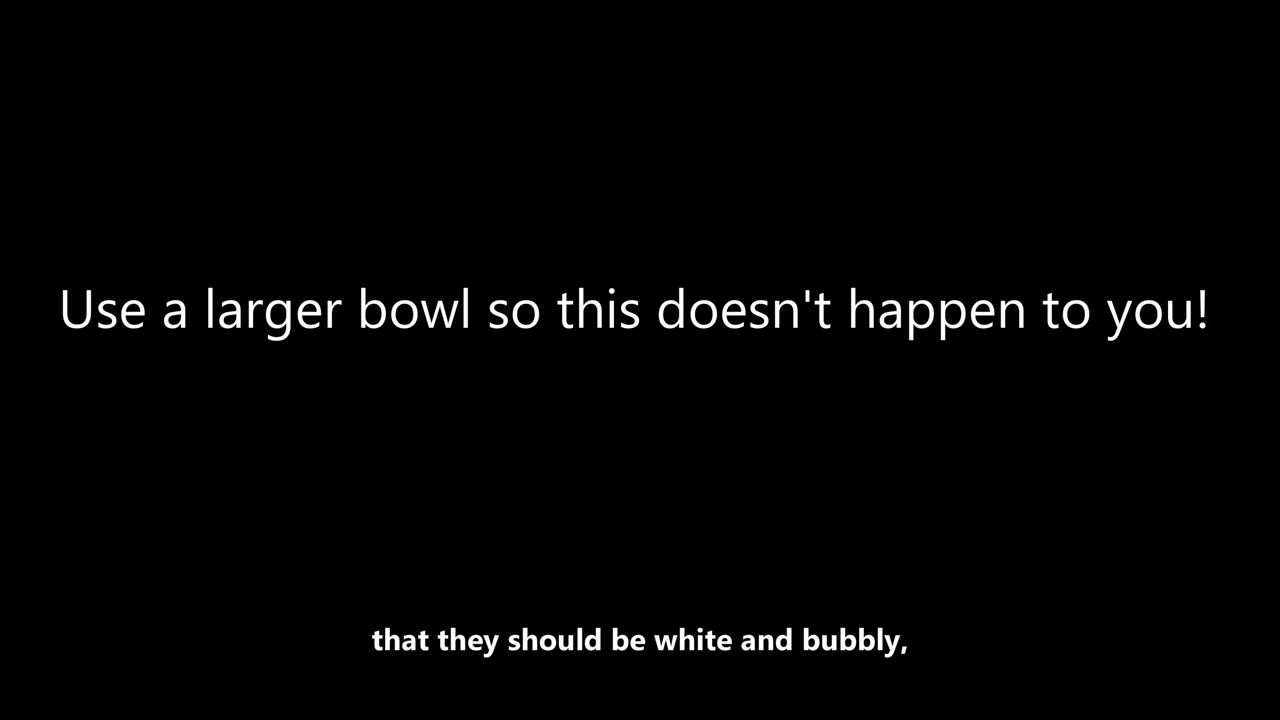 Use a larger bowl so this doesn't happen to you!
that they should be white and bubbly,